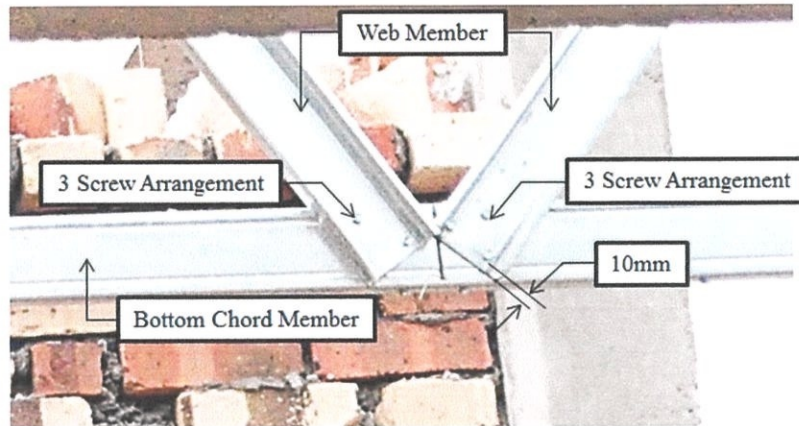 Web Member
3 Screw Arrangement
3 Screw Arrangement
10mm
Bottom Chord Member